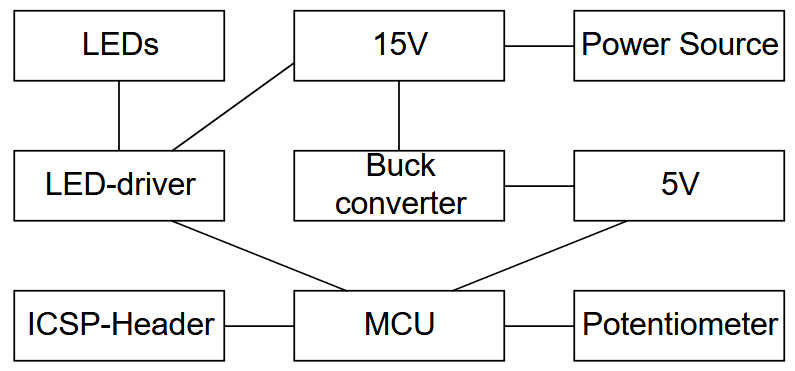 LEDs
15V
Power Source
LED-driver
Buck
converter
5V
ICSP-Header
MCU
Potentiometer